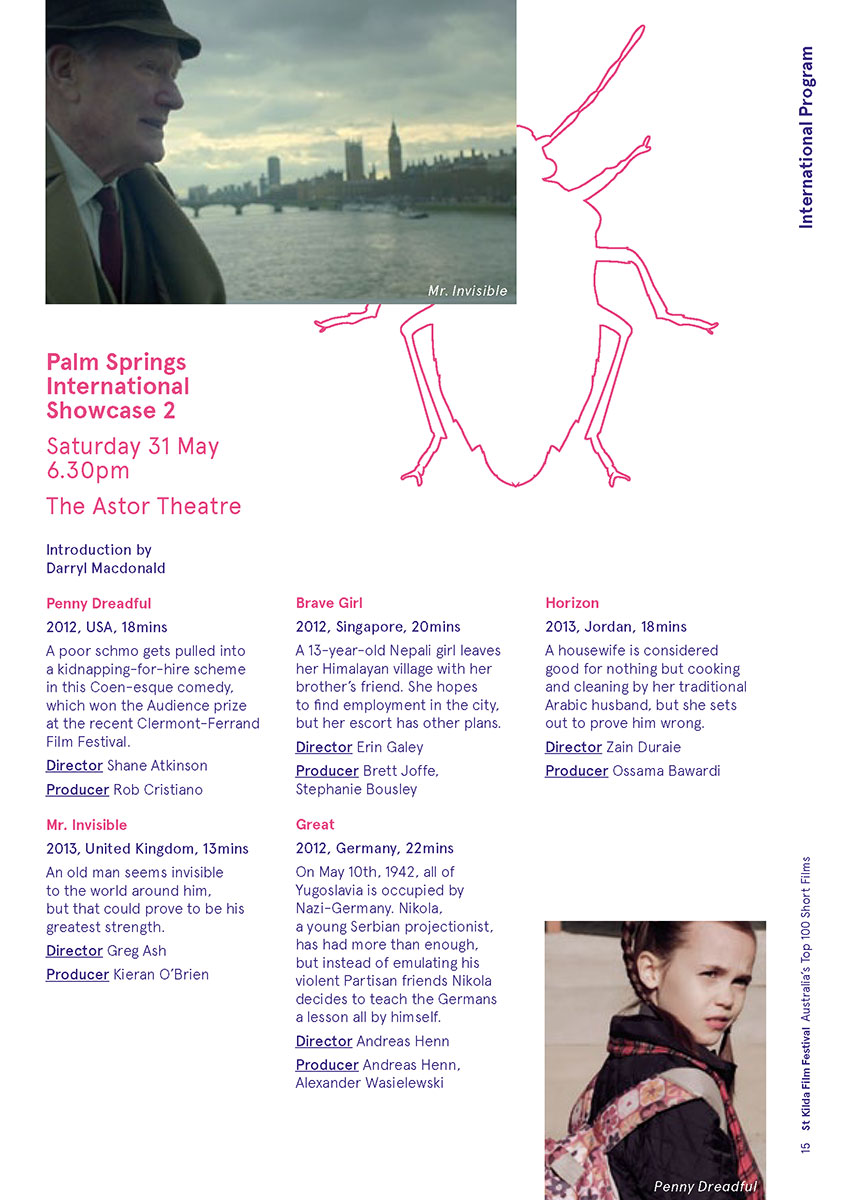 Mr. Invisible
International Program
Palm Springs
International
Showcase 2
Saturday 31 May
6.30pm
The Astor Theatre
Introduction by
Darryl Macdonald
Penny Dreadful
2012, USA, 18mins
A poor schmo gets pulled into
a kidnapping-for-hire scheme
in this Coen-esque comedy,
which won the Audience prize
at the recent Clermont-Ferrand
Film Festival.
Director Shane Atkinson
Producer Rob Cristiano
Mr. Invisible
2013, United Kingdom, 13mins
An old man seems invisible
to the world around him,
but that could prove to be his
greatest strength.
Director Greg Ash
Producer Kieran O’Brien
Brave Girl
2012, Singapore, 20mins
A 13-year-old Nepali girl leaves
her Himalayan village with her
brother’s friend. She hopes
to find employment in the city,
but her escort has other plans.
Director Erin Galey
Producer Brett Joffe,
Stephanie Bousley
Great
2012, Germany, 22mins
On May 10th, 1942, all of
Yugoslavia is occupied by
Nazi-Germany. Nikola,
a young Serbian projectionist,
has had more than enough,
but instead of emulating his
violent Partisan friends Nikola
decides to teach the Germans
a lesson all by himself.
Director Andreas Henn
Producer Andreas Henn,
Alexander Wasielewski
Horizon
2013, Jordan, 18mins
A housewife is considered
good for nothing but cooking
and cleaning by her traditional
Arabic husband, but she sets
out to prove him wrong.
Director Zain Duraie
Producer Ossama Bawardi
Penny Dreadful
15 St Kilda Film Festival Australia’s Top 100 Short Films